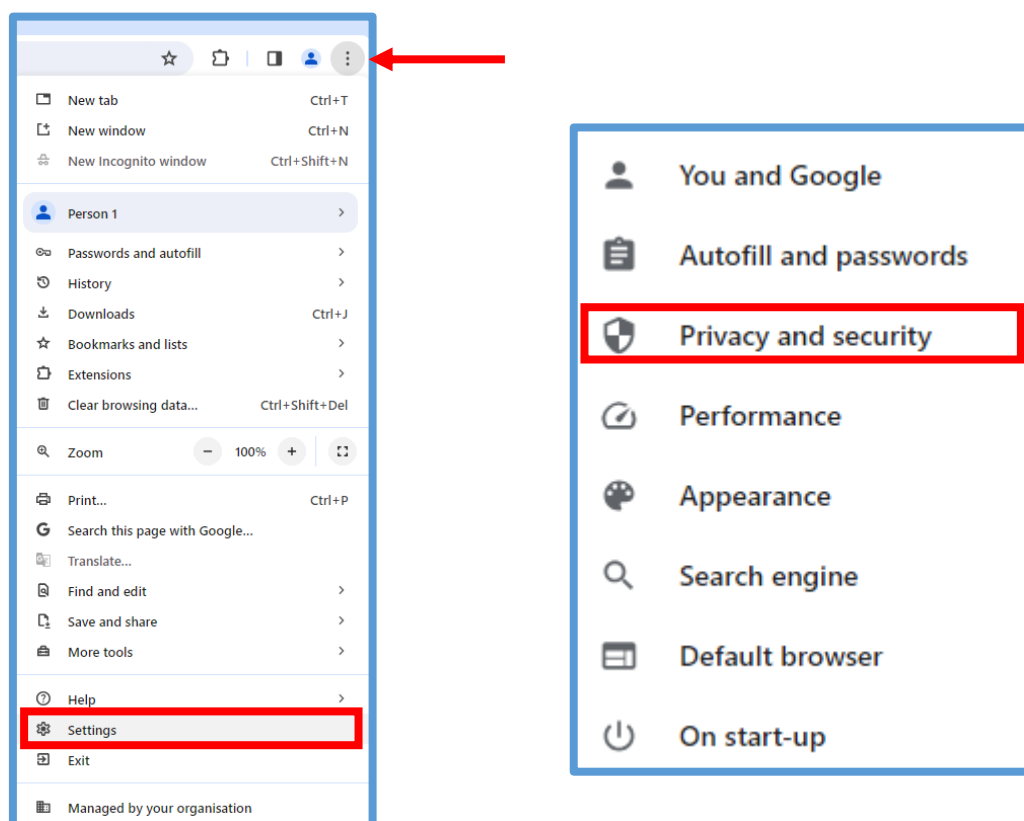 New tab Ctrl+T
New window Ctrl+N
New Incognito window Ctrl+Shift+N
Person 1
Passwords and autofill
History
Downloads Ctrl+J
Bookmarks and lists
Extensions
Clear browsing data... Ctrl+Shift+Del
Zoom − 100% +
Print... Ctrl+P
Search this page with Google...
Translate...
Find and edit
Save and share
More tools
Help
Settings
Exit
Managed by your organisation
You and Google
Autofill and passwords
Privacy and security
Performance
Appearance
Search engine
Default browser
On start-up